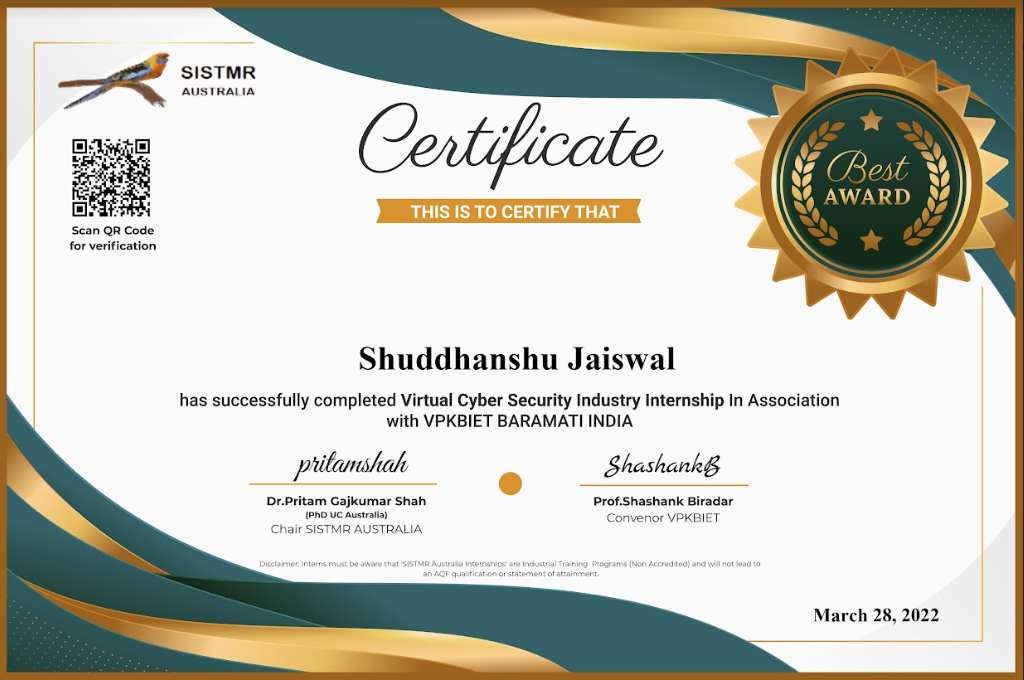 SISTMR
AUSTRALIA
Scan QR Code
for verification
Certificate
THIS IS TO CERTIFY THAT
Best
AWARD
Shuddhanshu Jaiswal
has successfully completed Virtual Cyber Security Industry Internship In Association
with VPKBIET BARAMATI INDIA
pritamshah
Dr.Pritam Gajkumar Shah
(PhD UC Australia)
Chair SISTMR AUSTRALIA
ShashankB
Prof.Shashank Biradar
Convenor VPKBIET
Disclaimer: Interns must be aware that 'SISTMR Australia Internships' are Industrial Training Programs (Non Accredited) and will not lead to
an AQF qualification or statement of attainment.
March 28, 2022